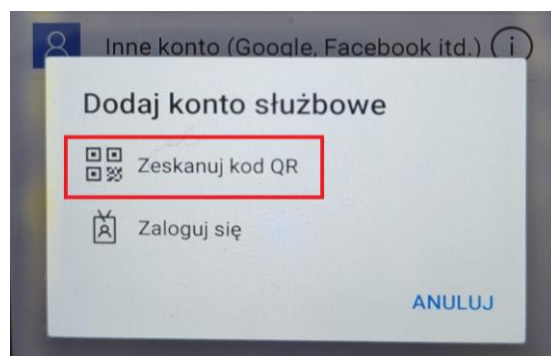 Inne konto (Google, Facebook itd.)
Dodaj konto służbowe
Zeskanuj kod QR
Zaloguj się
ANULUJ